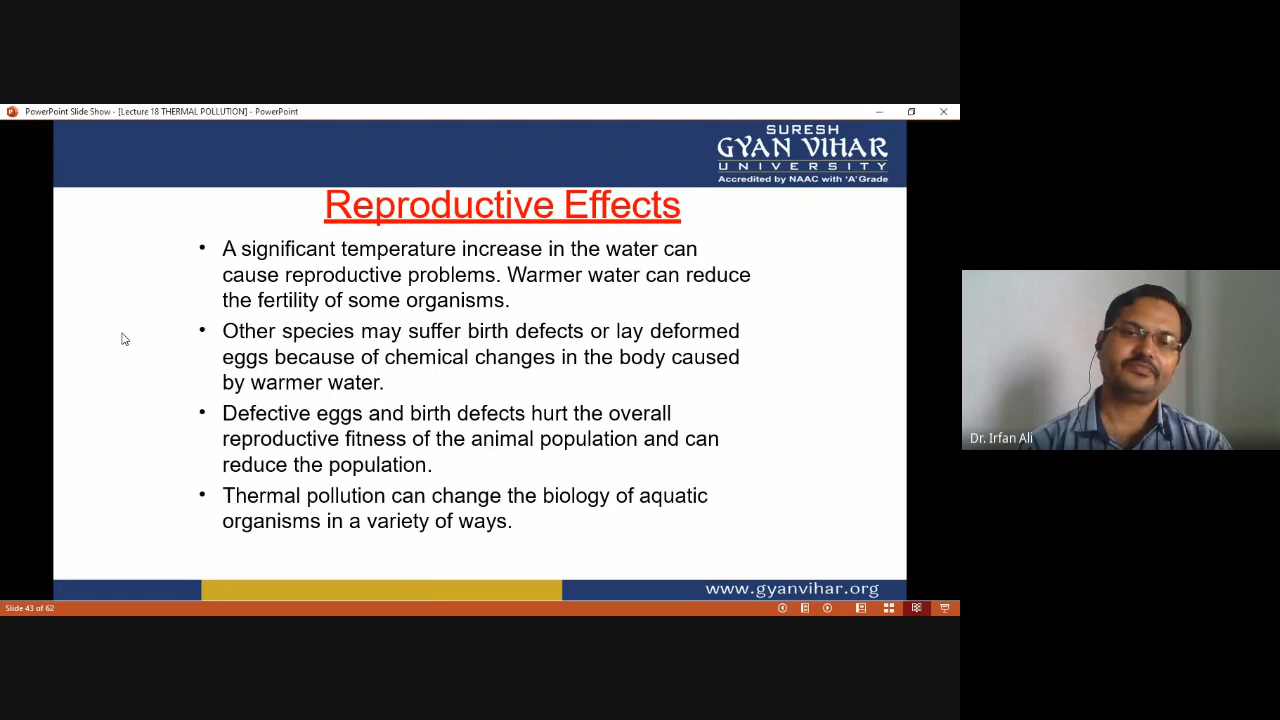 PowerPoint Slide Show - [Lecture 18 THERMAL POLLUTION] - PowerPoint
SURESH
GYAN VIHAR
UNIVERSITY
Accredited by NAAC with 'A' Grade
Reproductive Effects
• A significant temperature increase in the water can
cause reproductive problems. Warmer water can reduce
the fertility of some organisms.
• Other species may suffer birth defects or lay deformed
eggs because of chemical changes in the body caused
by warmer water.
• Defective eggs and birth defects hurt the overall
reproductive fitness of the animal population and can
reduce the population.
• Thermal pollution can change the biology of aquatic
organisms in a variety of ways.
Dr. Irfan Ali
www.gyanvihar.org
Slide 43 of 62